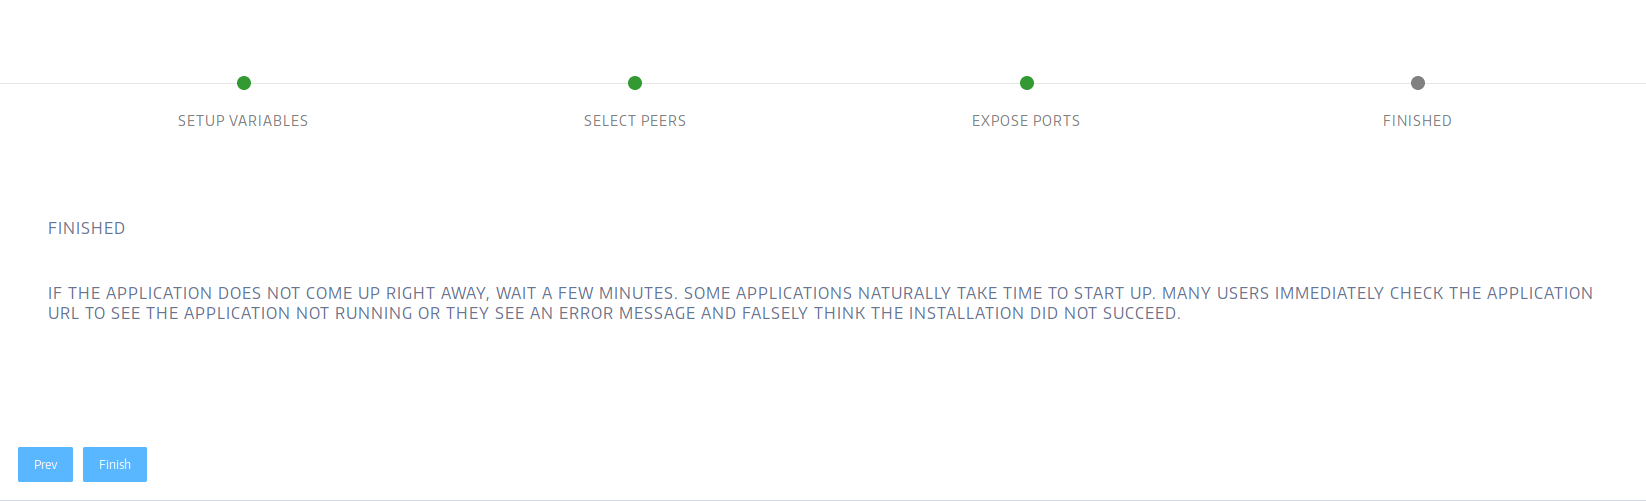 SETUP VARIABLES
SELECT PEERS
EXPOSE PORTS
FINISHED
FINISHED
IF THE APPLICATION DOES NOT COME UP RIGHT AWAY, WAIT A FEW MINUTES. SOME APPLICATIONS NATURALLY TAKE TIME TO START UP. MANY USERS IMMEDIATELY CHECK THE APPLICATION
URL TO SEE THE APPLICATION NOT RUNNING OR THEY SEE AN ERROR MESSAGE AND FALSELY THINK THE INSTALLATION DID NOT SUCCEED.
Prev
Finish